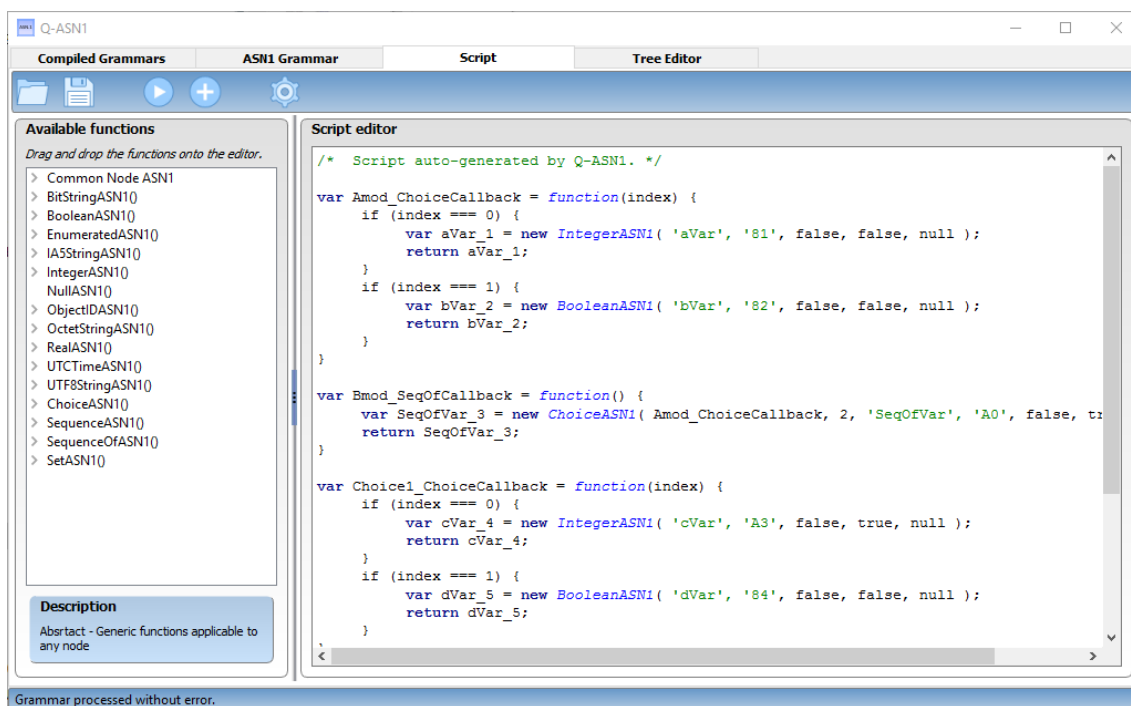 Q-ASN1
Compiled Grammars
ASN1 Grammar
Script
Tree Editor
Available functions
Drag and drop the functions onto the editor.
Common Node ASN1
BitStringASN1()
BooleanASN1()
EnumeratedASN1()
IA5StringASN1()
IntegerASN1()
NullASN1()
ObjectIDASN1()
OctetStringASN1()
RealASN1()
UTCTimeASN1()
UTF8StringASN1()
ChoiceASN1()
SequenceASN1()
SequenceOfASN1()
SetASN1()
Description
Absrtact - Generic functions applicable to
any node
Script editor
/*  Script auto-generated by Q-ASN1. */
var Amod_ChoiceCallback = function(index) {
if (index === 0) {
var aVar_1 = new IntegerASN1( 'aVar', '81', false, false, null );
return aVar_1;
}
if (index === 1) {
var bVar_2 = new BooleanASN1( 'bVar', '82', false, false, null );
return bVar_2;
}
}
var Bmod_SeqOfCallback = function() {
var SeqOfVar_3 = new ChoiceASN1( Amod_ChoiceCallback, 2, 'SeqOfVar', 'A0', false, tr
return SeqOfVar_3;
}
var Choice1_ChoiceCallback = function(index) {
if (index === 0) {
var cVar_4 = new IntegerASN1( 'cVar', 'A3', false, true, null );
return cVar_4;
}
if (index === 1) {
var dVar_5 = new BooleanASN1( 'dVar', '84', false, false, null );
return dVar_5;
}
Grammar processed without error.